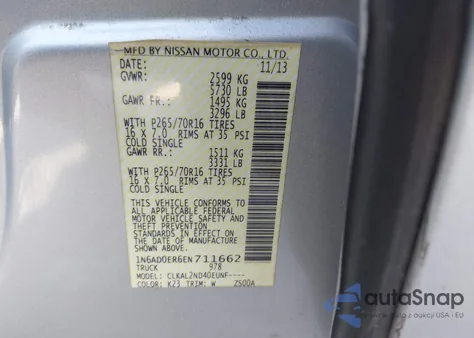 MFD BY NISSAN MOTOR CO., LTD.
DATE: 11/13
GVWR: 2599 KG
5730 LB
GAWR FR.: 1495 KG
3296 LB
WITH P265/70R16 TIRES
16 X 7.0 RIMS AT 35 PSI
COLD SINGLE
GAWR RR.: 1511 KG
3331 LB
WITH P265/70R16 TIRES
16 X 7.0 RIMS AT 35 PSI
COLD SINGLE
THIS VEHICLE CONFORMS TO ALL
APPLICABLE FEDERAL MOTOR
VEHICLE SAFETY AND
THEFT PREVENTION
STANDARDS IN EFFECT ON
THE DATE OF MANUFACTURE
SHOWN ABOVE.
1N6AD0ER6EN711662
TRUCK 978
MODEL: CLKAL2ND40EUNF----
COLOR: K23 TRIM: W ZS00A
autoSnap
AUCTION CARS USA - EU